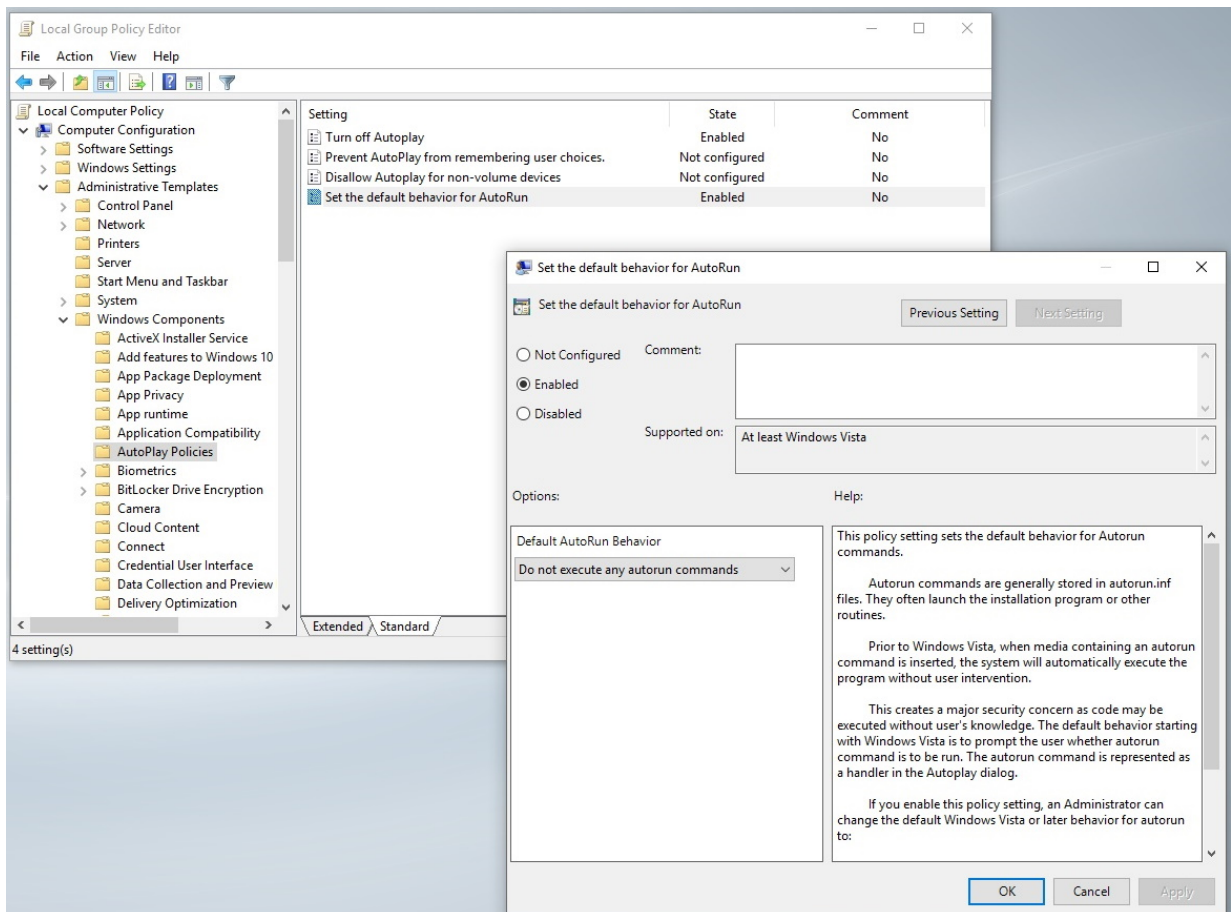 Local Group Policy Editor
File Action View Help
Local Computer Policy
Computer Configuration
Software Settings
Windows Settings
Administrative Templates
Control Panel
Network
Printers
Server
Start Menu and Taskbar
System
Windows Components
ActiveX Installer Service
Add features to Windows 10
App Package Deployment
App Privacy
App runtime
Application Compatibility
AutoPlay Policies
Biometrics
BitLocker Drive Encryption
Camera
Cloud Content
Connect
Credential User Interface
Data Collection and Preview
Delivery Optimization
Setting State Comment
Turn off Autoplay Enabled No
Prevent AutoPlay from remembering user choices. Not configured No
Disallow Autoplay for non-volume devices Not configured No
Set the default behavior for AutoRun Enabled No
Extended Standard
4 setting(s)
Set the default behavior for AutoRun
Set the default behavior for AutoRun
Previous Setting Next Setting
Not Configured
Enabled
Disabled
Comment:
Supported on: At least Windows Vista
Options:
Help:
Default AutoRun Behavior
Do not execute any autorun commands
This policy setting sets the default behavior for Autorun
commands.
Autorun commands are generally stored in autorun.inf
files. They often launch the installation program or other
routines.
Prior to Windows Vista, when media containing an autorun
command is inserted, the system will automatically execute the
program without user intervention.
This creates a major security concern as code may be
executed without user's knowledge. The default behavior starting
with Windows Vista is to prompt the user whether autorun
command is to be run. The autorun command is represented as
a handler in the Autoplay dialog.
If you enable this policy setting, an Administrator can
change the default Windows Vista or later behavior for autorun
to:
OK Cancel Apply